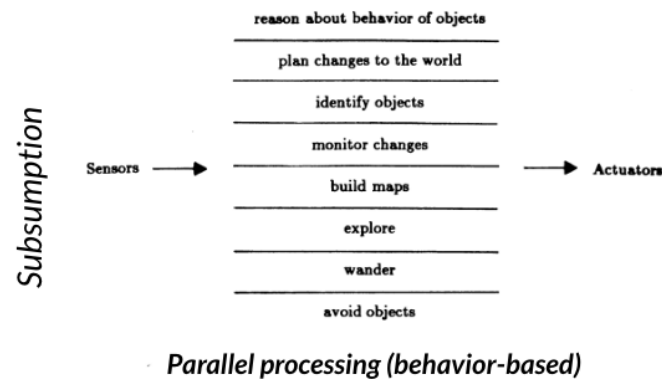 reason about behavior of objects
plan changes to the world
identify objects
monitor changes
Subsumption
Sensors
Actuators
build maps
explore
wander
avoid objects
Parallel processing (behavior-based)